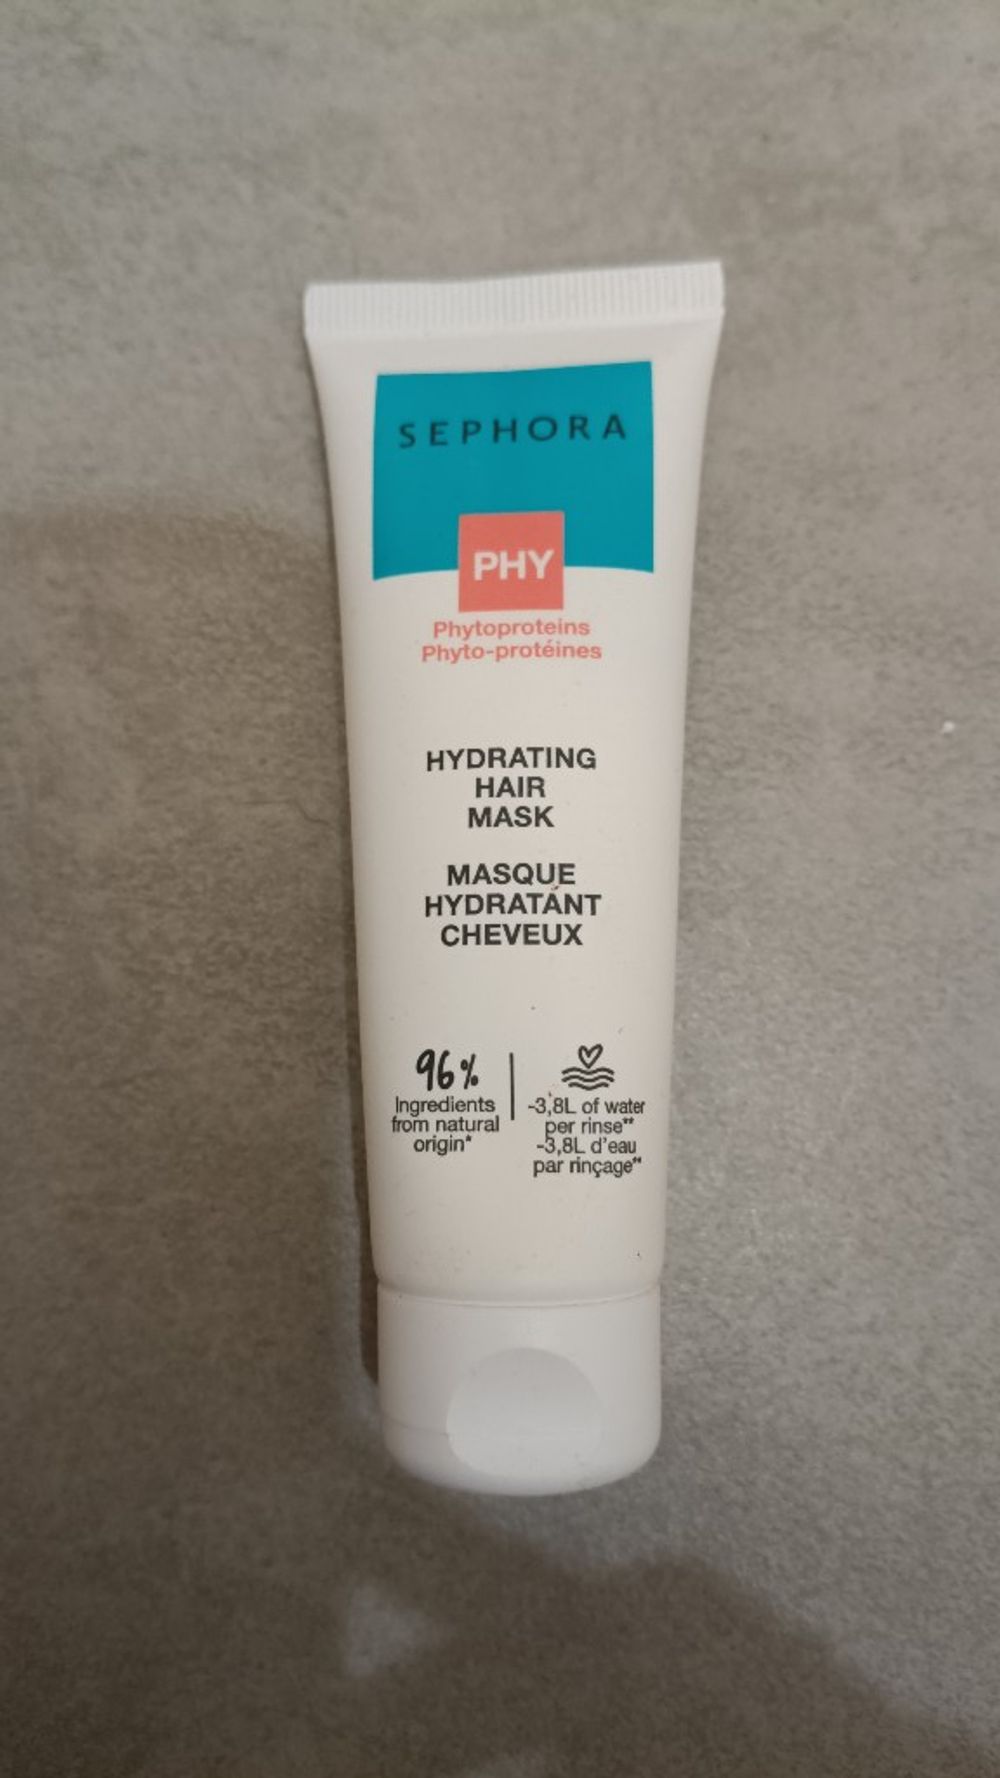 SEPHORA
PHY
Phytoproteins
Phyto-protéines
HYDRATING
HAIR
MASK
MASQUE
HYDRATANT
CHEVEUX
96%
Ingredients
from natural
origin*
-3,8L of water
per rinse**
-3,8L d'eau
par rinçage**